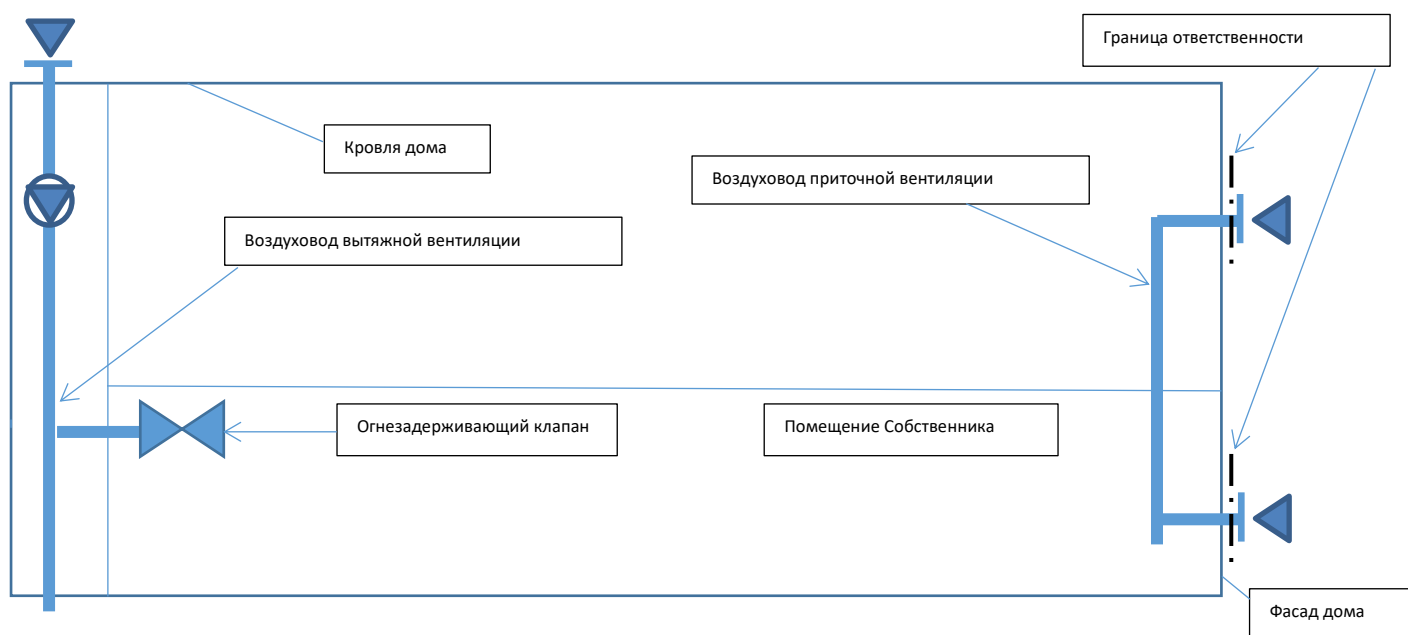 Граница ответственности
Кровля дома
Воздуховод приточной вентиляции
Воздуховод вытяжной вентиляции
Огнезадерживающий клапан
Помещение Собственника
Фасад дома